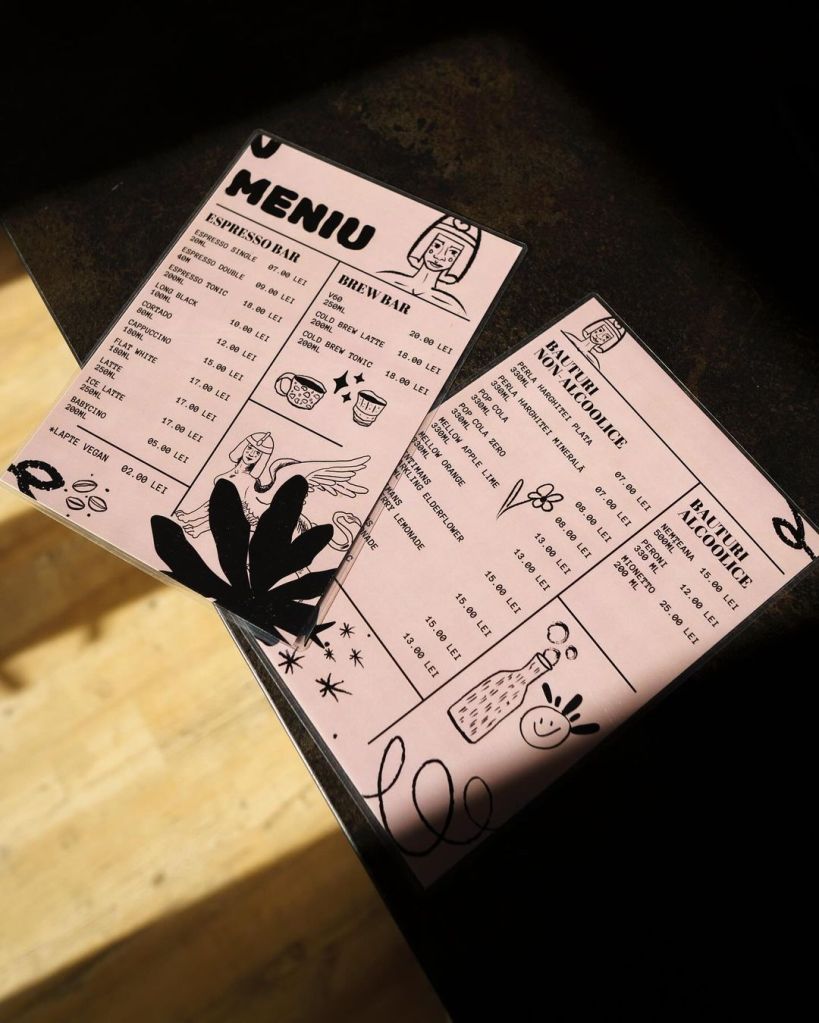 MENIU
ESPRESSO BAR
ESPRESSO SINGLE 07.00 LEI
20ML
ESPRESSO DOUBLE 09.00 LEI
40M
ESPRESSO TONIC 18.00 LEI
200ML
LONG BLACK 10.00 LEI
100ML
CORTADO 12.00 LEI
80ML
CAPPUCCINO 15.00 LEI
180ML
FLAT WHITE 17.00 LEI
180ML
LATTE 17.00 LEI
250ML
ICE LATTE 17.00 LEI
250ML
BABYCINO 05.00 LEI
200ML
*LAPTE VEGAN 02.00 LEI
BREW BAR
V60 20.00 LEI
250ML
COLD BREW LATTE 18.00 LEI
200ML
COLD BREW TONIC 18.00 LEI
200ML
BAUTURI
NON ALCOOLICE
PERLA HARGHITEI PLATA 07.00 LEI
330ML
PERLA HARGHITEI MINERALĂ 07.00 LEI
330ML
POP COLA 08.00 LEI
330ML
POP COLA ZERO 08.00 LEI
330ML
MELLOW APPLE LIME 13.00 LEI
330ML
MELLOW ORANGE 13.00 LEI
ELDERFLOWER 15.00 LEI
LEMONADE 15.00 LEI
15.00 LEI
13.00 LEI
BAUTURI
ALCOOLICE
NEMTEANA 15.00 LEI
500ML
PERONI 12.00 LEI
330 ML
MIONETTO 25.00 LEI
200 ML